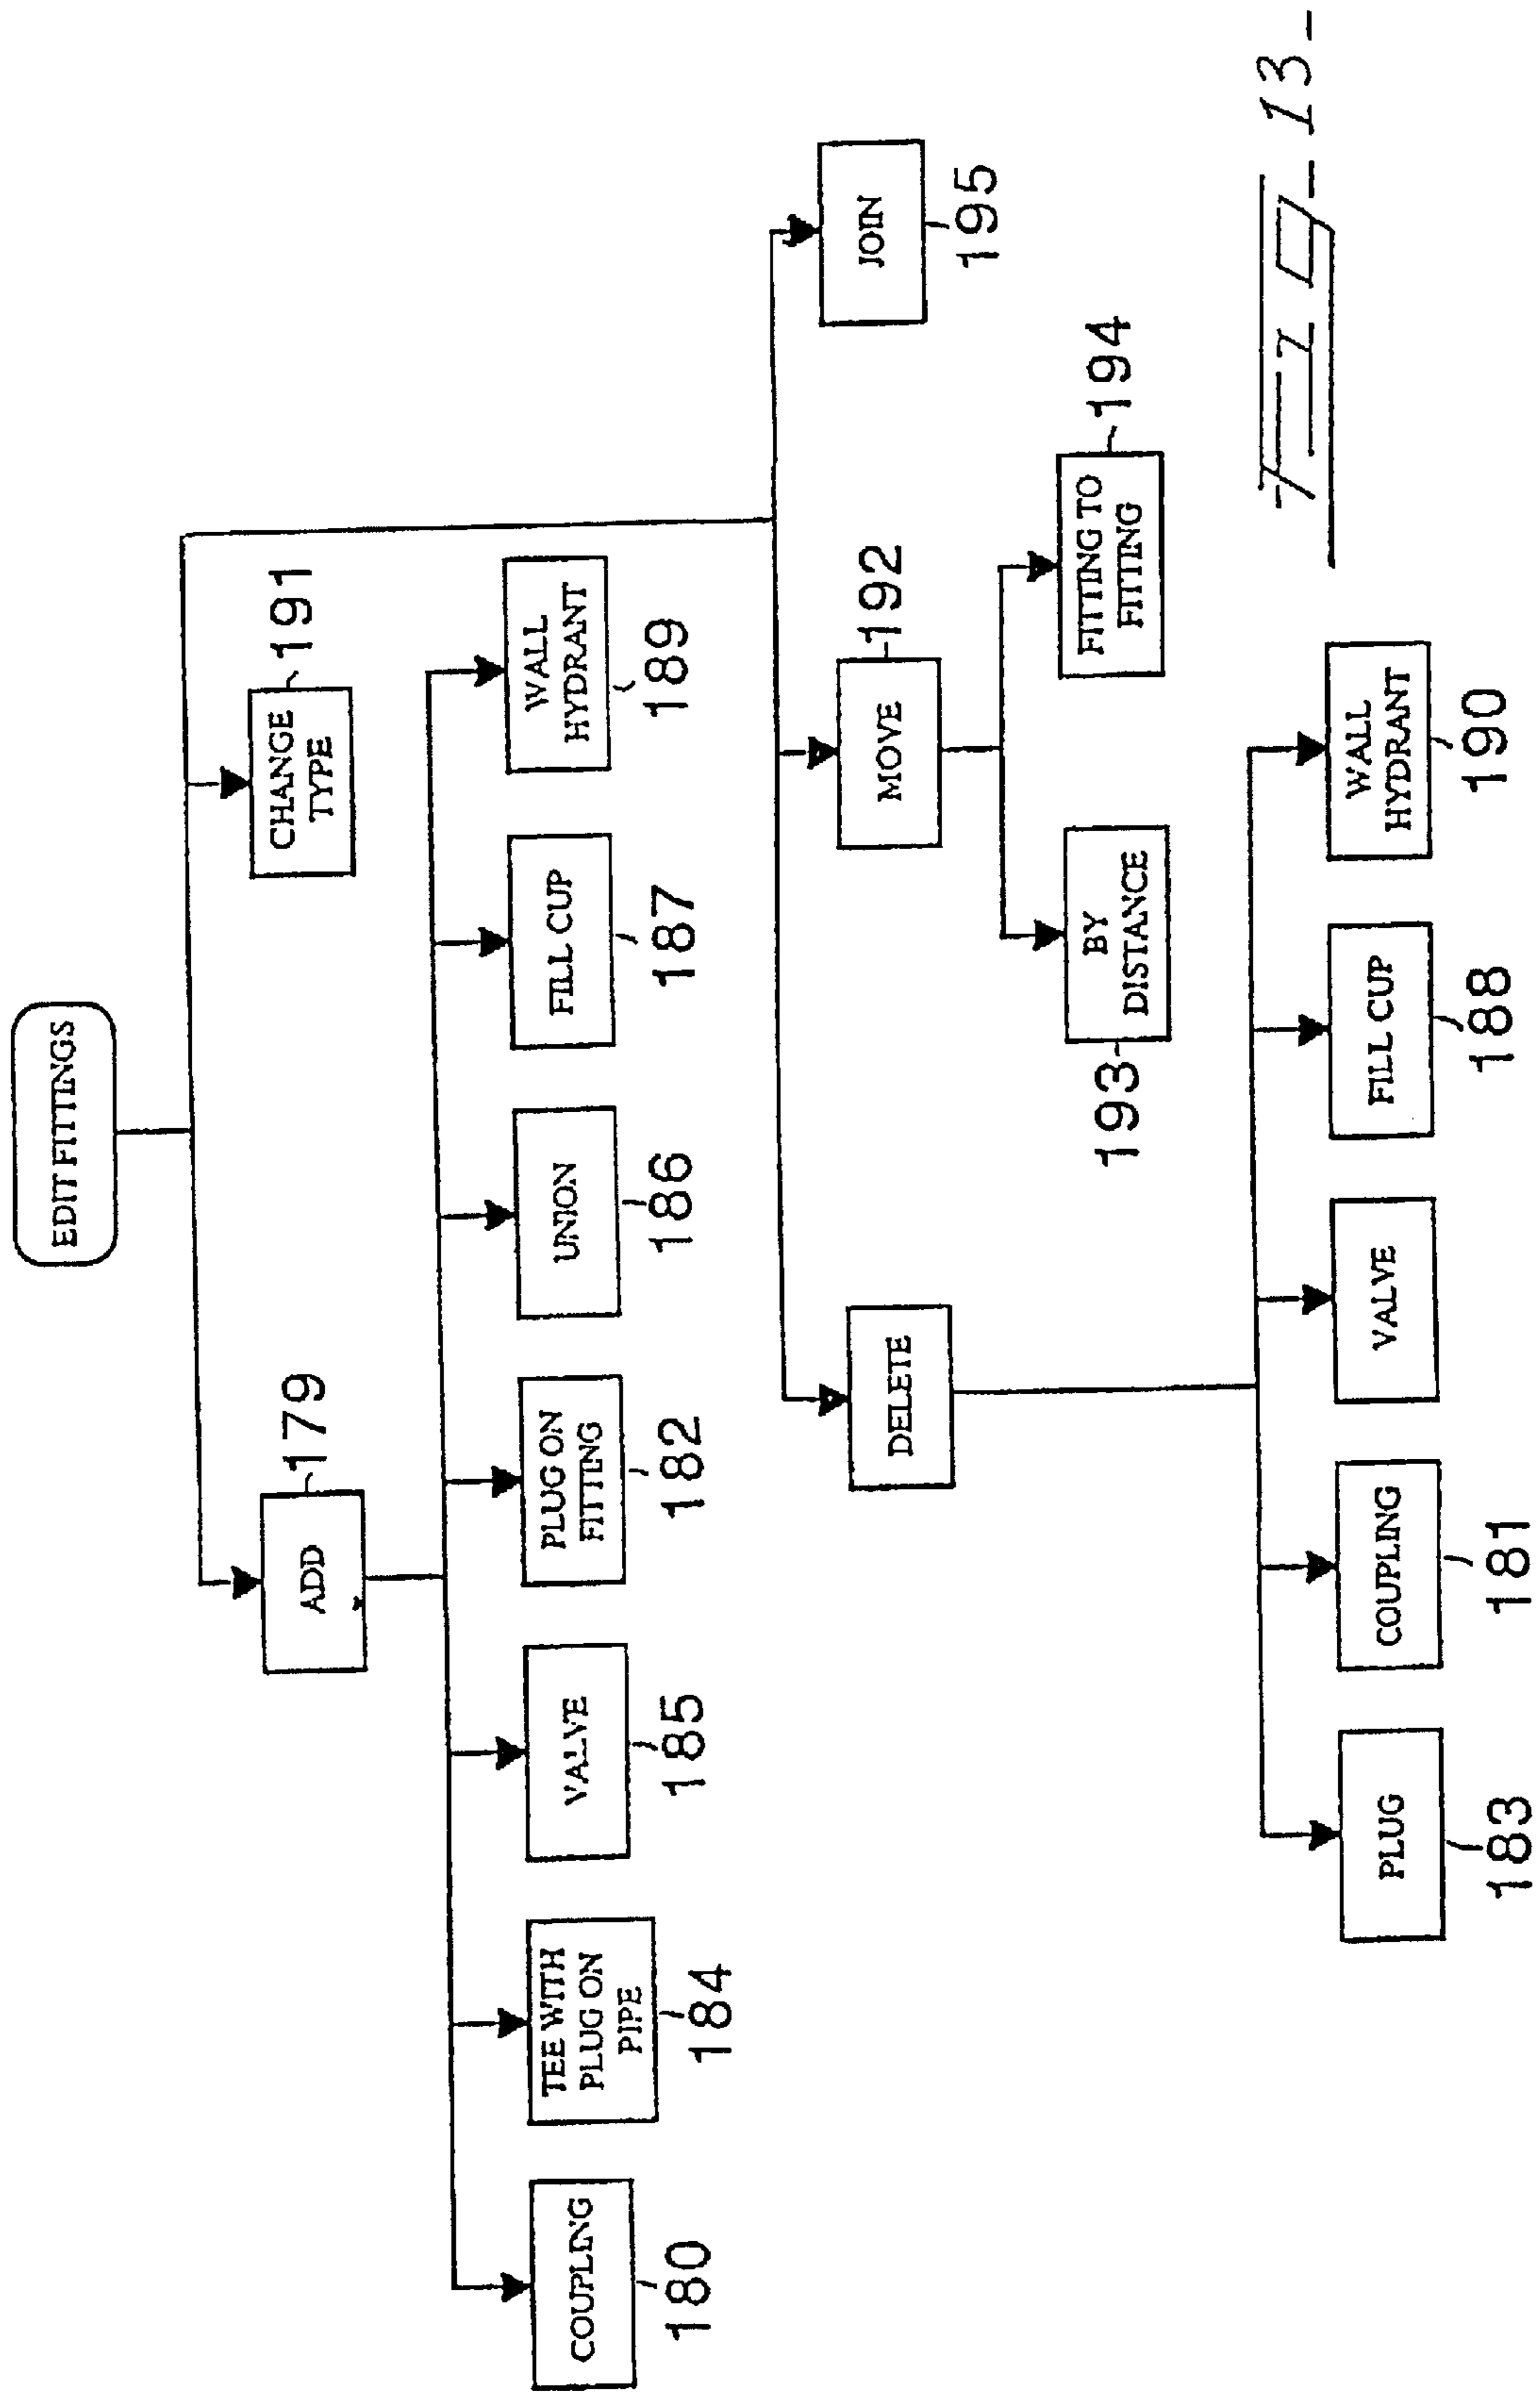 EDIT FITTINGS
ADD
179
CHANGE
TYPE
191
COUPLING
180
TEE WITH
PLUG ON
PIPE
184
VALVE
185
PLUG ON
FITTING
182
UNION
186
FILL CUP
187
WALL
HYDRANT
189
DELETE
MOVE
192
JOIN
195
BY
DISTANCE
193
FITTING TO
FITTING
194
PLUG
183
COUPLING
181
VALVE
FILL CUP
188
WALL
HYDRANT
190
FIG-13-